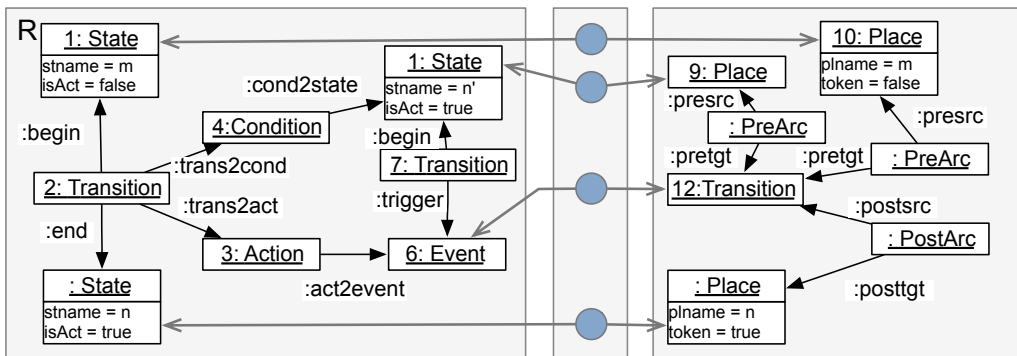 R
1: State
stname = m
isAct = false
:begin
2: Transition
:trans2cond
4:Condition
:cond2state
1: State
stname = n'
isAct = true
:begin
7: Transition
:trigger
:trans2act
:end
3: Action
6: Event
:act2event
: State
stname = n
isAct = true
10: Place
plname = m
token = false
9: Place
:presrc
: PreArc
:pretgt
:presrc
: PreArc
:pretgt
12:Transition
:postsrc
: PostArc
:posttgt
: Place
plname = n
token = true